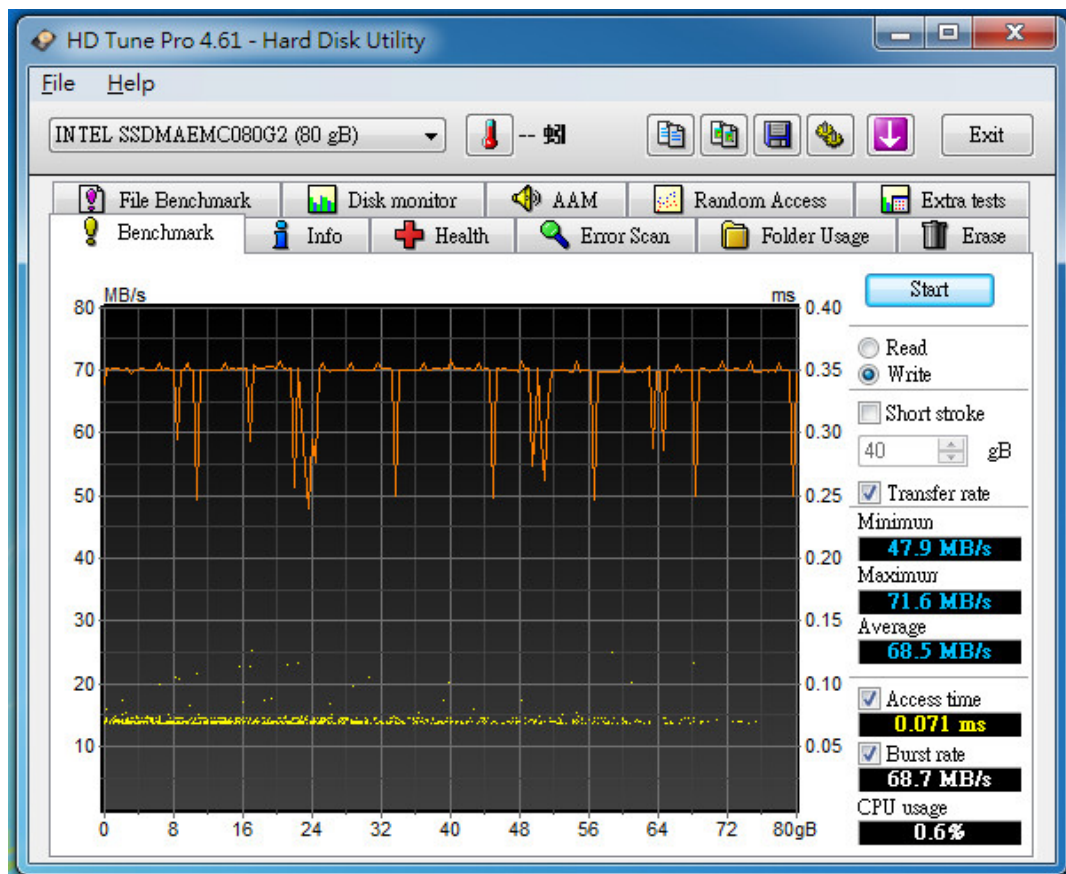 HD Tune Pro 4.61 - Hard Disk Utility
File Help
INTEL SSDMAEMC080G2 (80 gB) -- 蚓 Exit
File Benchmark Disk monitor AAM Random Access Extra tests
Benchmark Info Health Error Scan Folder Usage Erase
MB/s ms
80 0.40
70 0.35
60 0.30
50 0.25
40 0.20
30 0.15
20 0.10
10 0.05
0 8 16 24 32 40 48 56 64 72 80gB
Start
Read
Write
Short stroke
40 gB
Transfer rate
Minimun
47.9 MB/s
Maximum
71.6 MB/s
Average
68.5 MB/s
Access time
0.071 ms
Burst rate
68.7 MB/s
CPU usage
0.6%